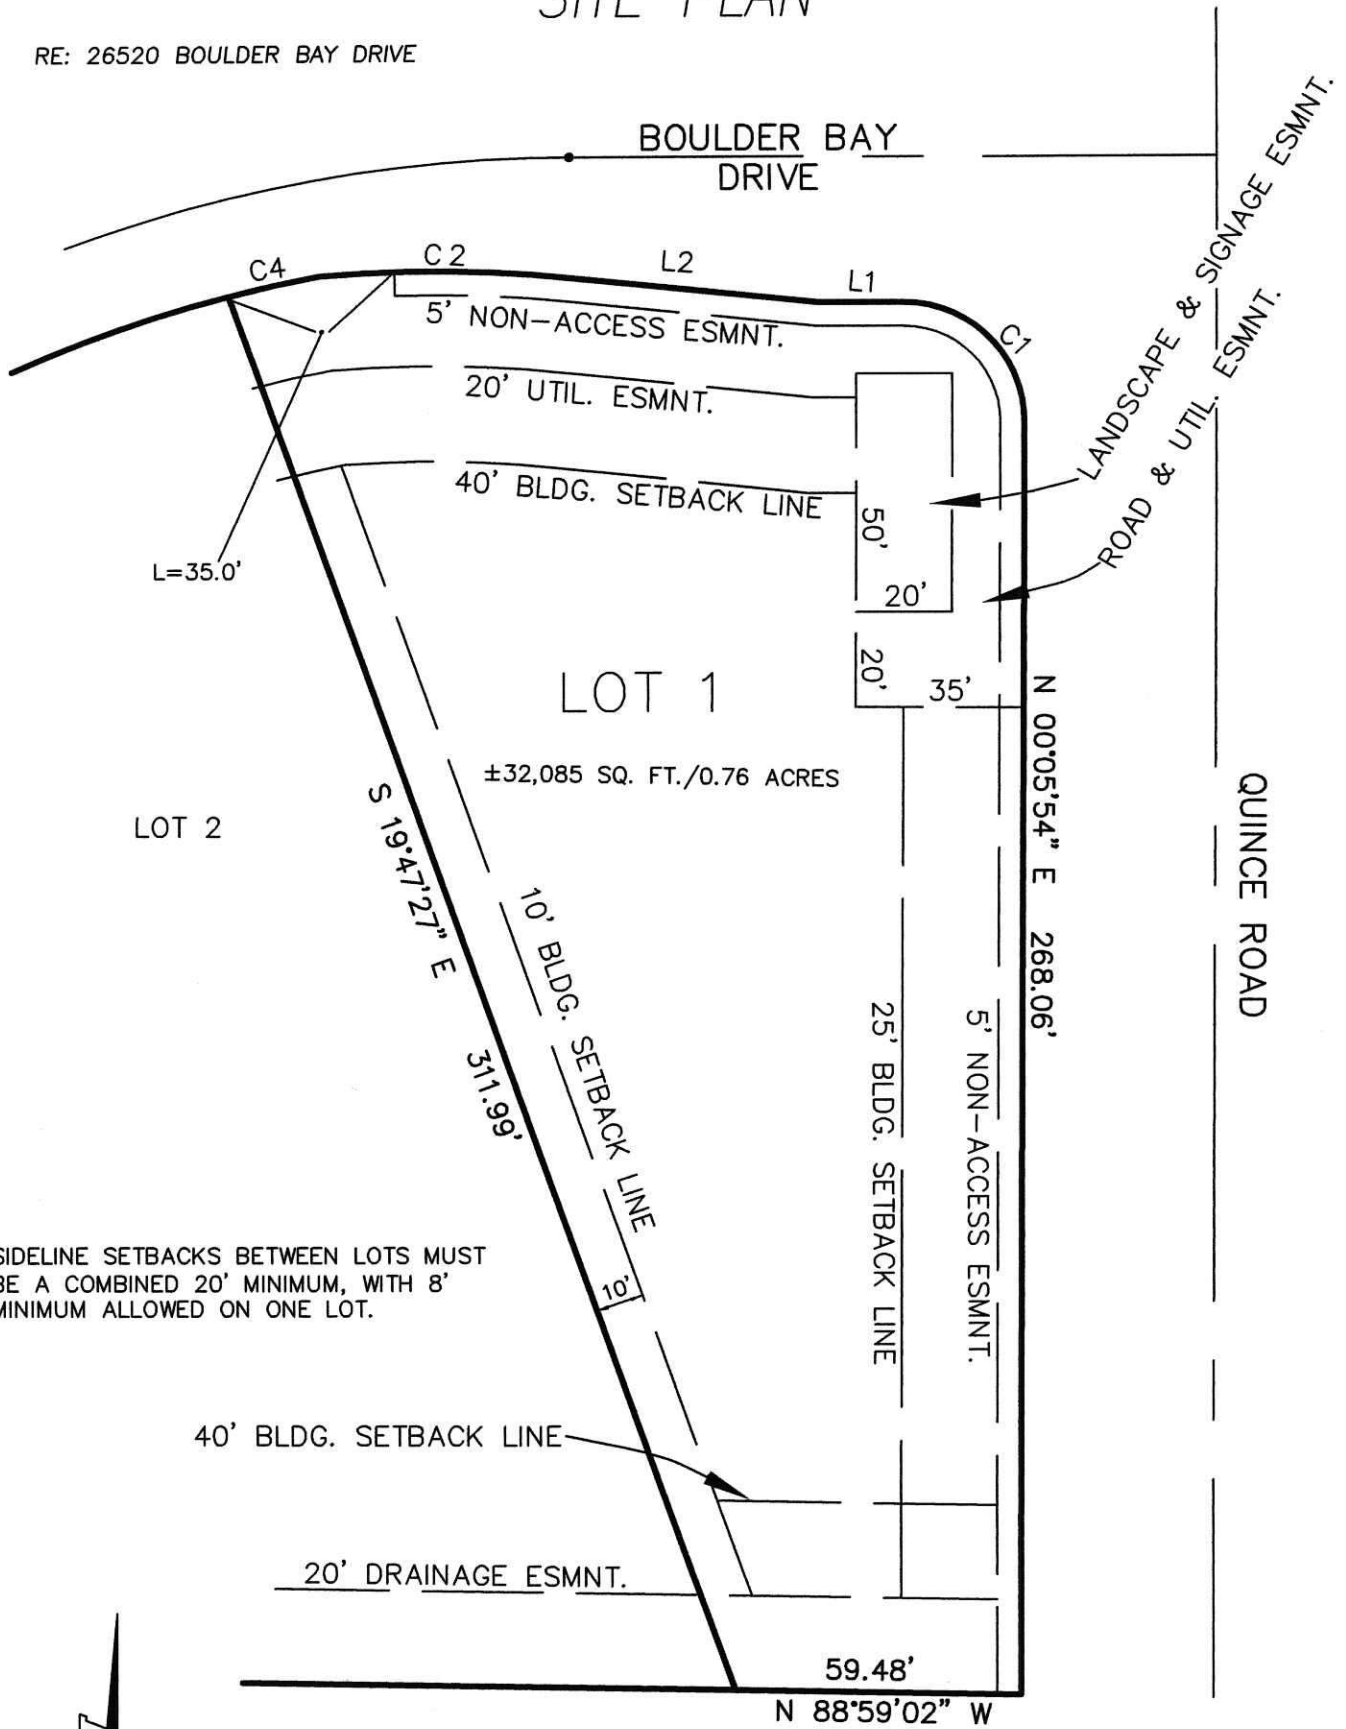 SITE PLAN
RE: 26520 BOULDER BAY DRIVE
BOULDER BAY
DRIVE
LANDSCAPE & SIGNAGE ESMNT.
ROAD & UTIL. ESMNT.
C4
C2
L2
L1
C1
5' NON-ACCESS ESMNT.
20' UTIL. ESMNT.
40' BLDG. SETBACK LINE
50'
20'
L=35.0'
20'
35'
LOT 1
±32,085 SQ. FT./0.76 ACRES
LOT 2
N 00°05'54" E 268.06'
QUINCE ROAD
S 19°47'27" E 311.99'
10' BLDG. SETBACK LINE
25' BLDG. SETBACK LINE
5' NON-ACCESS ESMNT.
SIDELINE SETBACKS BETWEEN LOTS MUST
BE A COMBINED 20' MINIMUM, WITH 8'
MINIMUM ALLOWED ON ONE LOT.
10'
40' BLDG. SETBACK LINE
20' DRAINAGE ESMNT.
59.48'
N 88°59'02" W